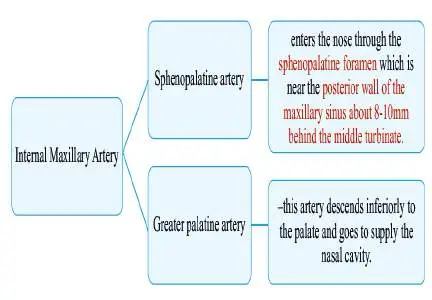 Internal Maxillary Artery
Sphenopalatine artery
enters the nose through the
sphenopalatine foramen which is
near the posterior wall of the
maxillary sinus about 8-10mm
behind the middle turbinate.
Greater palatine artery
–this artery descends inferiorly to
the palate and goes to supply the
nasal cavity.